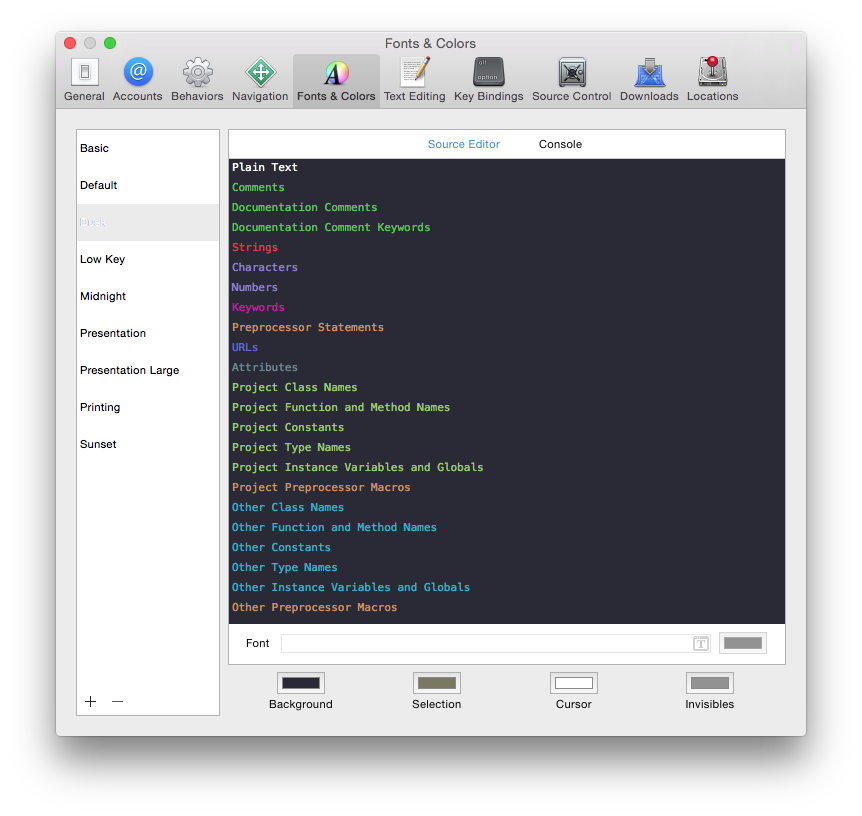 Fonts & Colors
General Accounts Behaviors Navigation Fonts & Colors Text Editing Key Bindings Source Control Downloads Locations
alt
option
Basic
Default
Low Key
Midnight
Presentation
Presentation Large
Printing
Sunset
Source Editor Console
Plain Text
Comments
Documentation Comments
Documentation Comment Keywords
Strings
Characters
Numbers
Keywords
Preprocessor Statements
URLs
Attributes
Project Class Names
Project Function and Method Names
Project Constants
Project Type Names
Project Instance Variables and Globals
Project Preprocessor Macros
Other Class Names
Other Function and Method Names
Other Constants
Other Type Names
Other Instance Variables and Globals
Other Preprocessor Macros
Font
Background Selection Cursor Invisibles